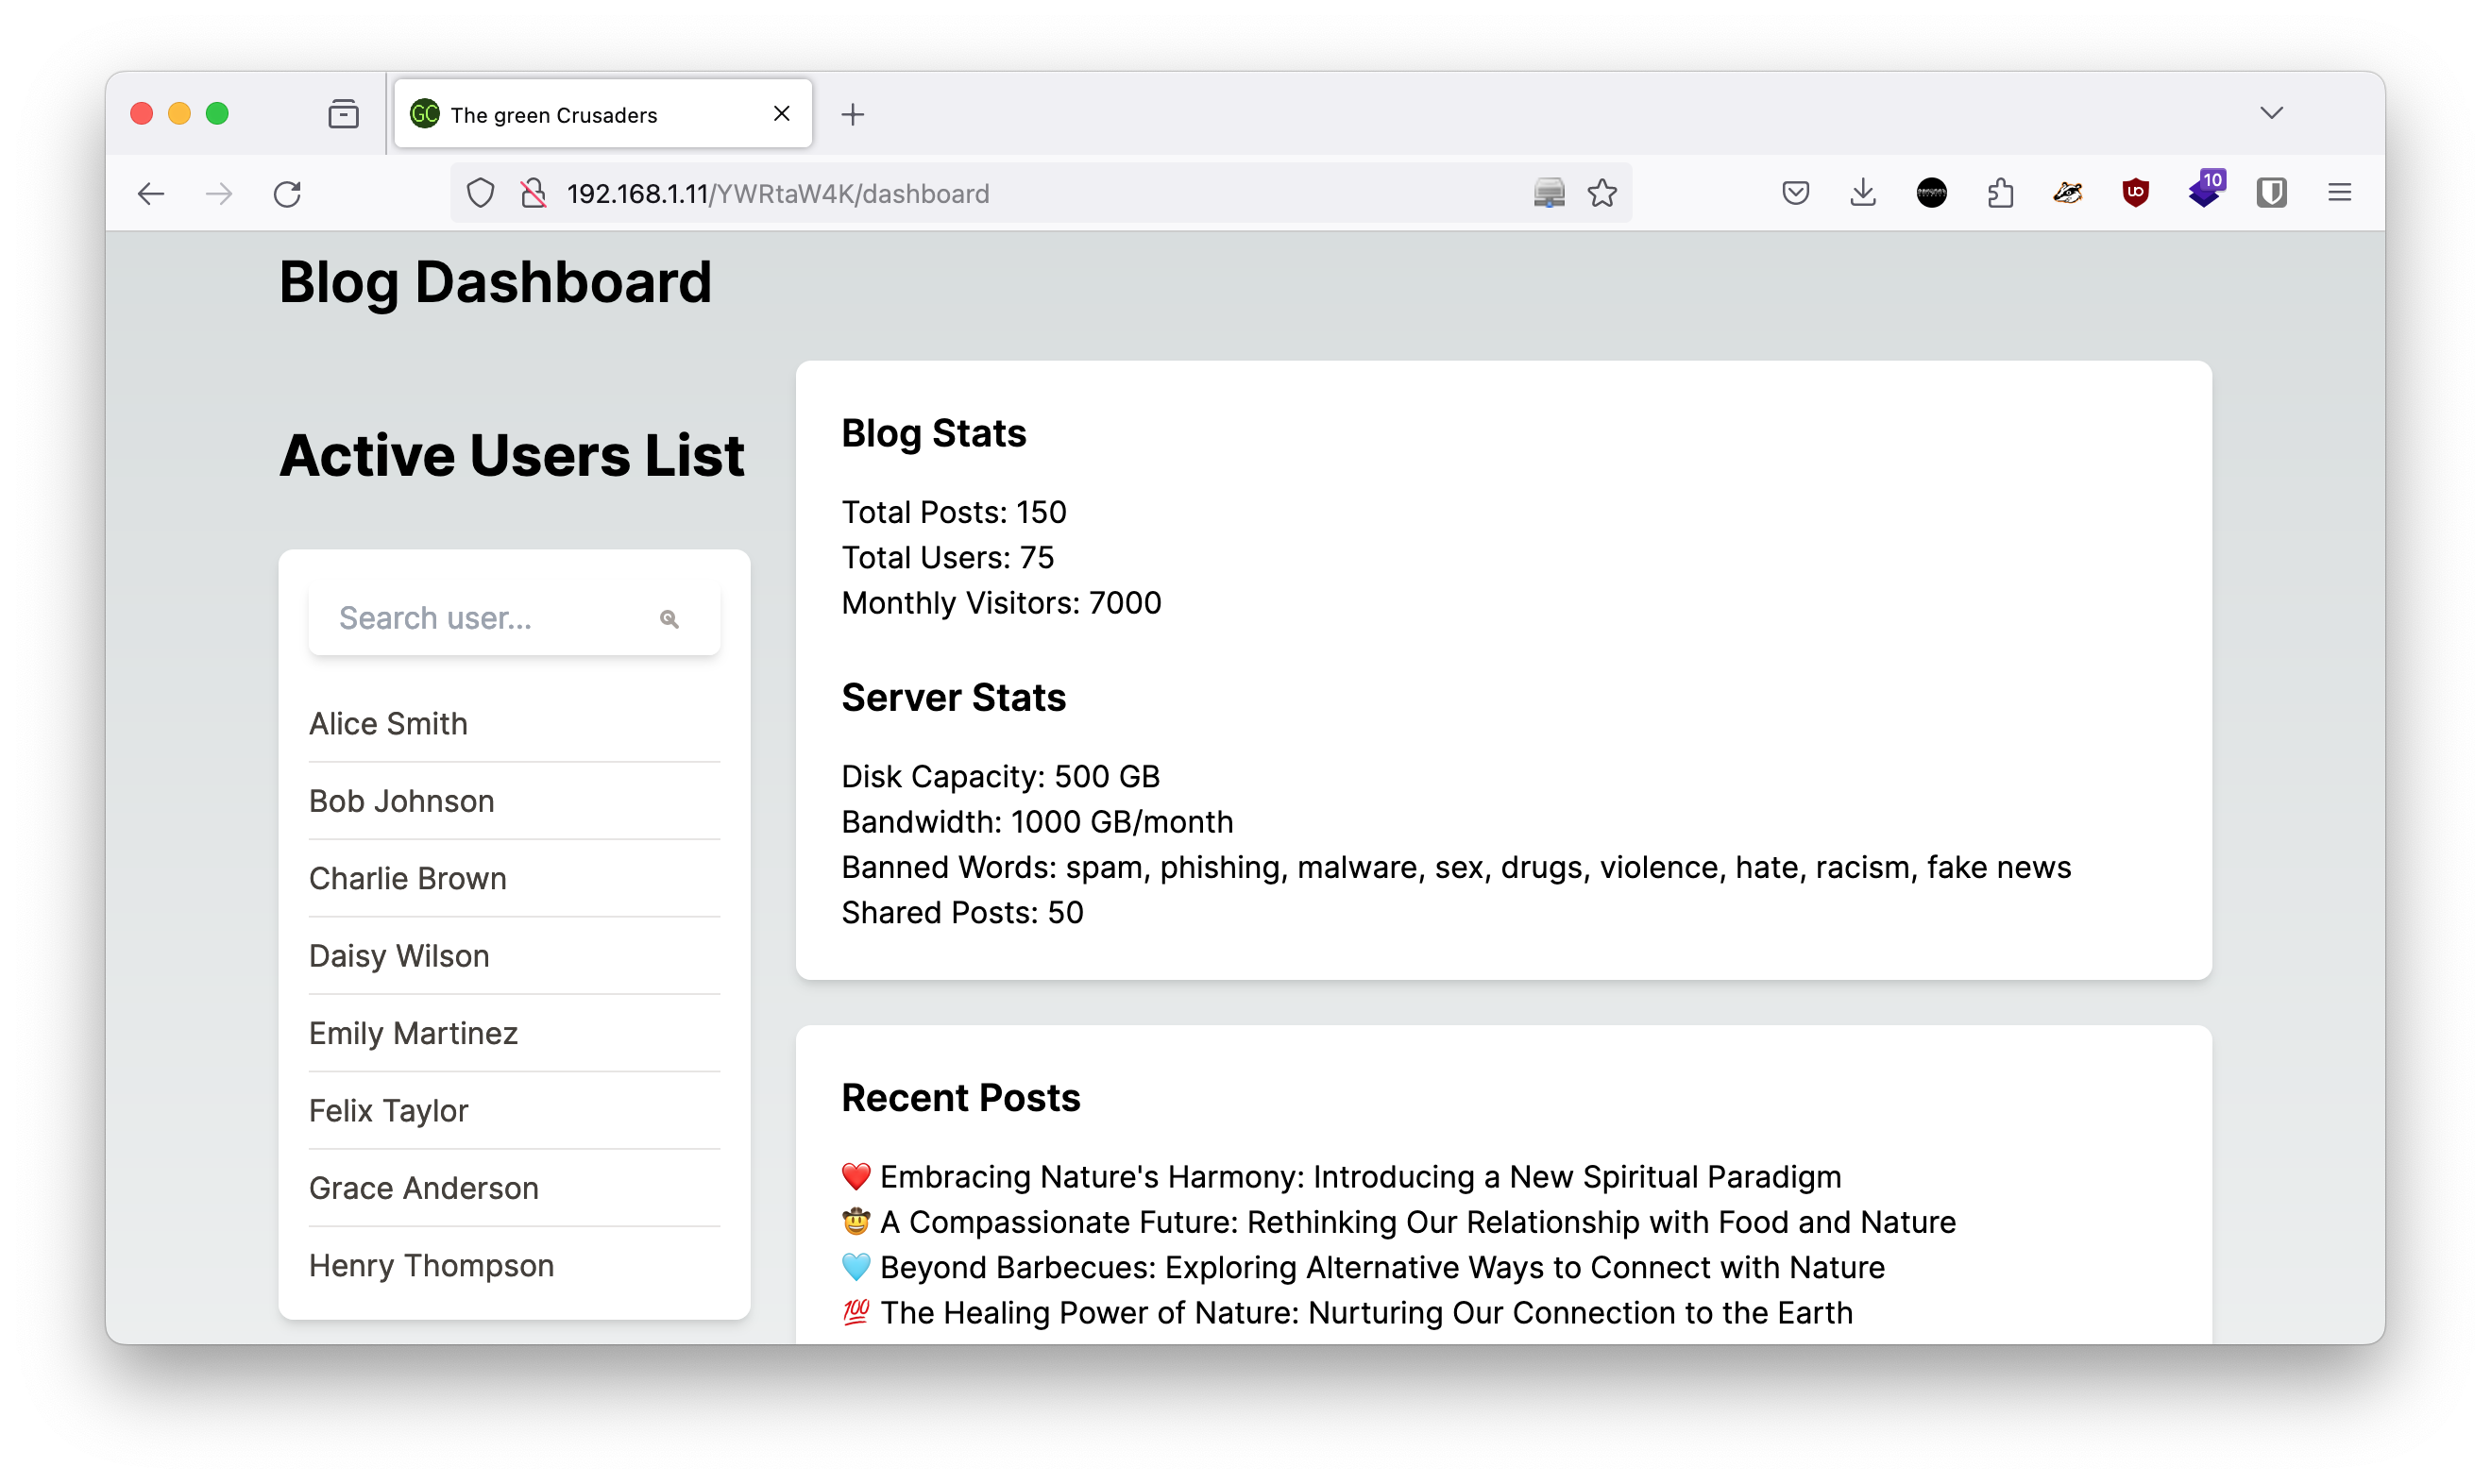 GC The green Crusaders
192.168.1.11/YWRtaW4K/dashboard
10
Blog Dashboard
Active Users List
Search user...
Alice Smith
Bob Johnson
Charlie Brown
Daisy Wilson
Emily Martinez
Felix Taylor
Grace Anderson
Henry Thompson
Blog Stats
Total Posts: 150
Total Users: 75
Monthly Visitors: 7000
Server Stats
Disk Capacity: 500 GB
Bandwidth: 1000 GB/month
Banned Words: spam, phishing, malware, sex, drugs, violence, hate, racism, fake news
Shared Posts: 50
Recent Posts
❤️ Embracing Nature's Harmony: Introducing a New Spiritual Paradigm
🤠 A Compassionate Future: Rethinking Our Relationship with Food and Nature
🩵 Beyond Barbecues: Exploring Alternative Ways to Connect with Nature
💯 The Healing Power of Nature: Nurturing Our Connection to the Earth